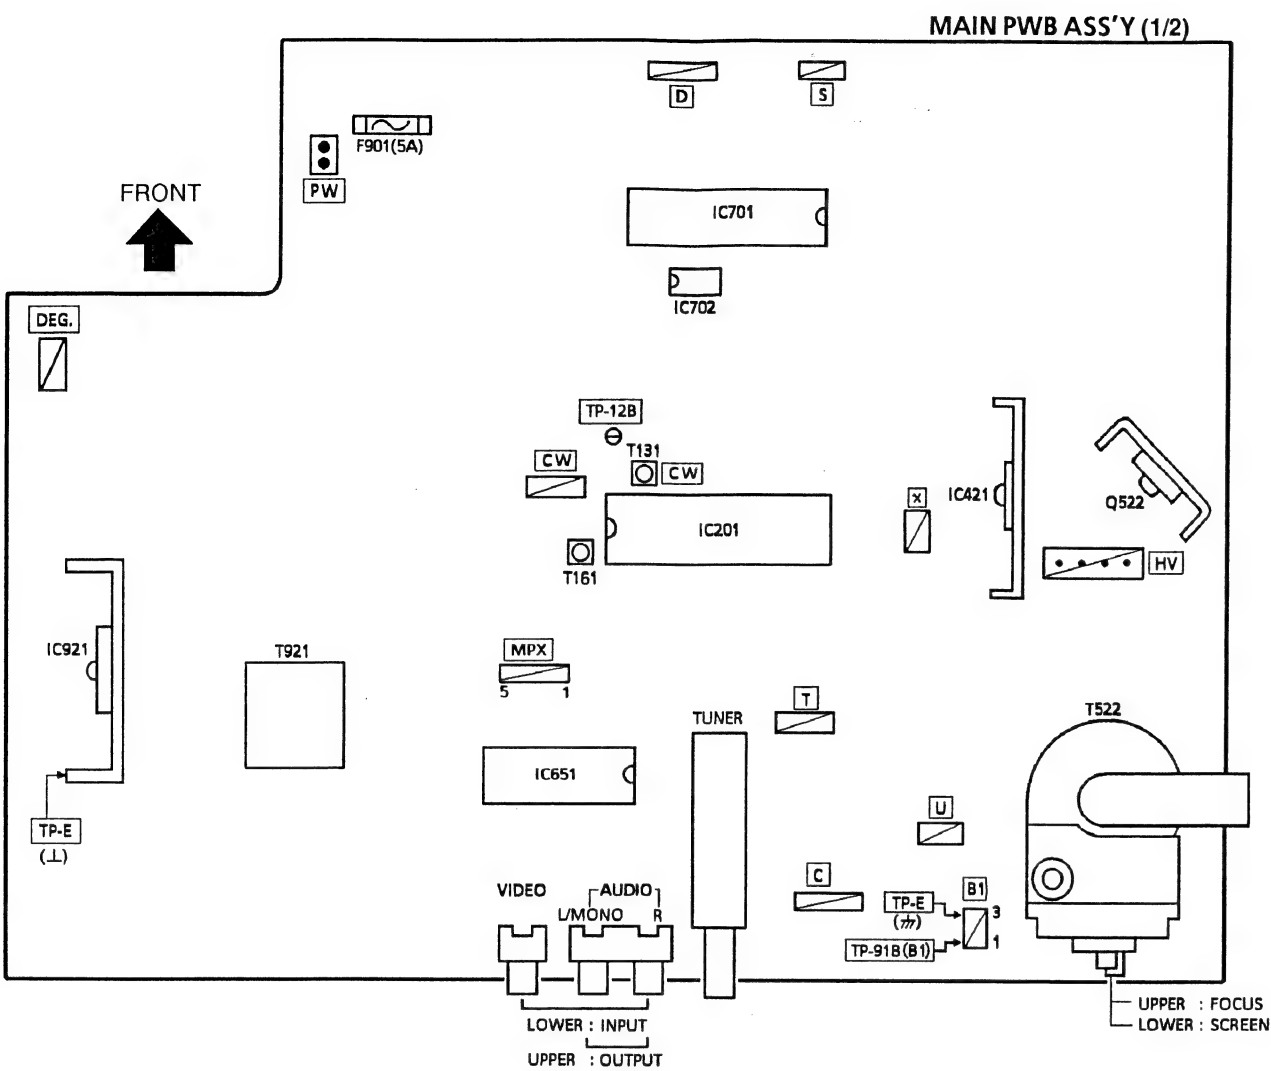 MAIN PWB ASS'Y (1/2)
D
S
F901(5A)
PW
FRONT
IC701
IC702
DEG.
TP-12B
T131
CW
CW
IC421
Q522
X
IC201
T161
HV
IC921
T921
MPX
5 1
T
TUNER
T522
IC651
U
TP-E
(⊥)
C
VIDEO
AUDIO
L/MONO R
B1
TP-E
3
TP-91B(B1)
1
UPPER : FOCUS
LOWER : SCREEN
LOWER : INPUT
UPPER : OUTPUT